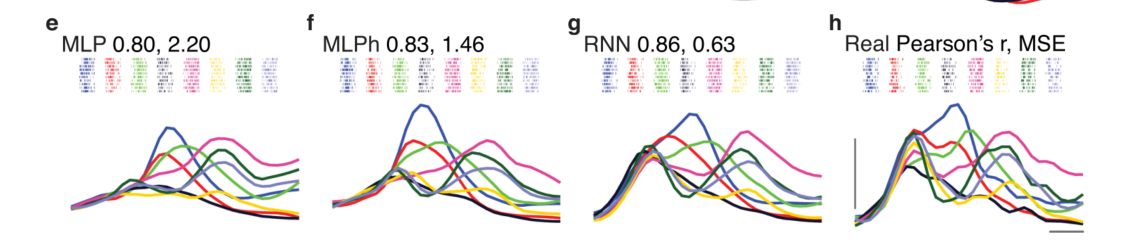 e
MLP 0.80, 2.20
f
MLPh 0.83, 1.46
g
RNN 0.86, 0.63
h
Real Pearson's r, MSE